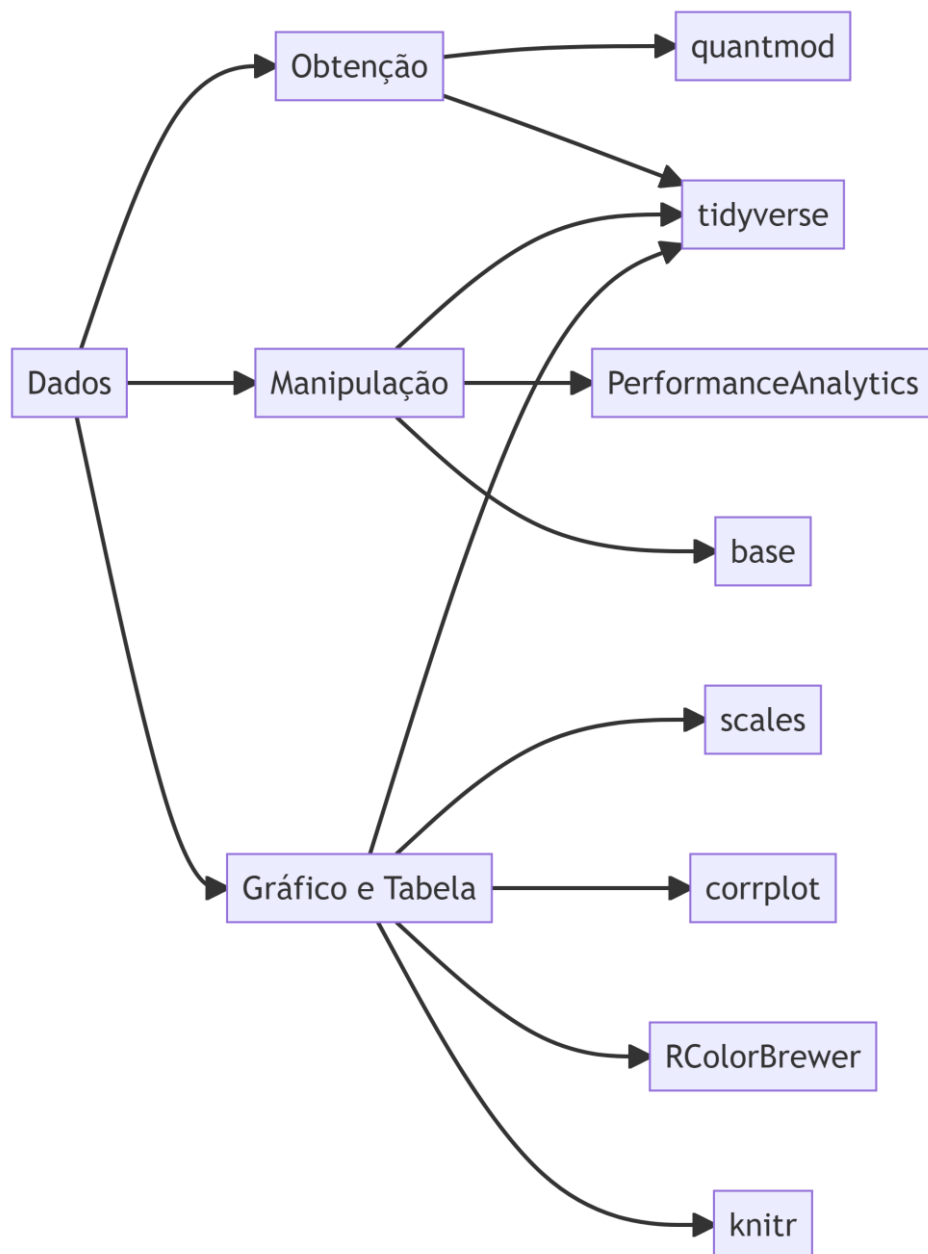 quantmod
Obtenção
tidyverse
Dados
Manipulação
PerformanceAnalytics
base
scales
Gráfico e Tabela
corrplot
RColorBrewer
knitr